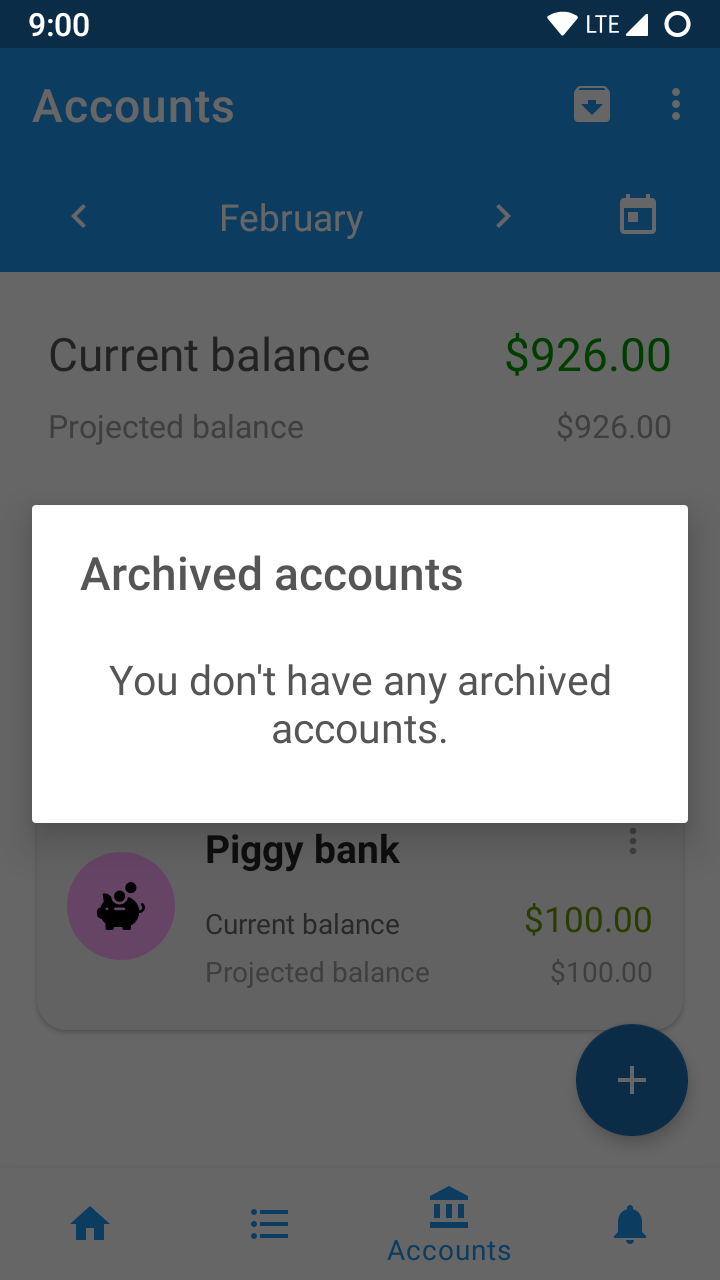 9:00 LTE
Accounts
February
Current balance $926.00
Projected balance $926.00
Archived accounts
You don't have any archived
accounts.
Piggy bank
Current balance $100.00
Projected balance $100.00
Accounts